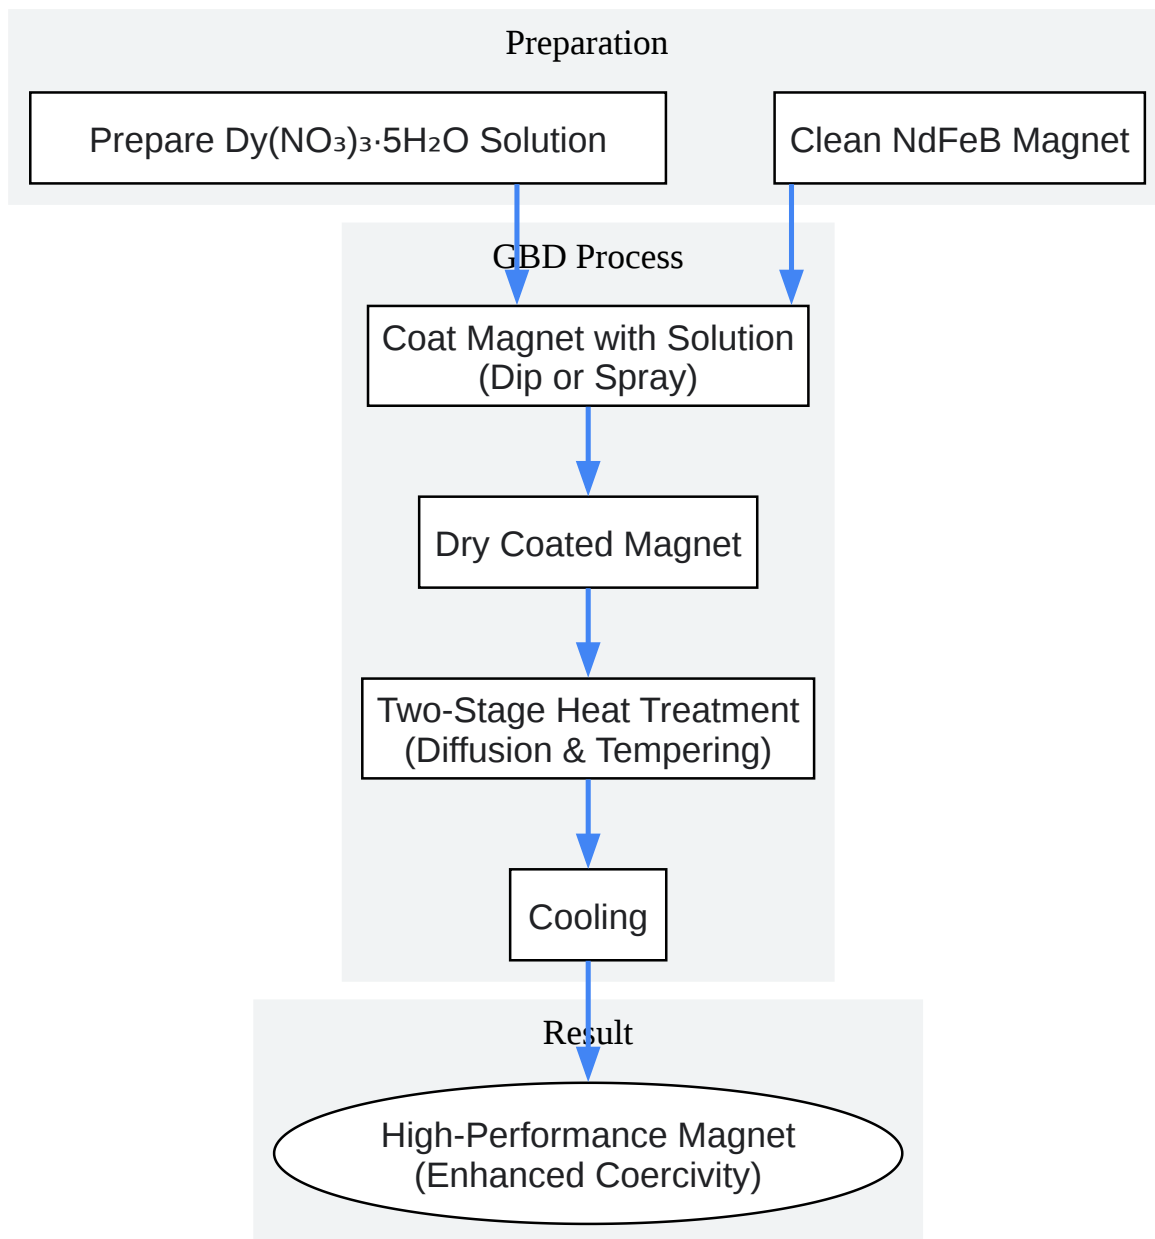 Preparation
Prepare Dy(NO₃)₃·5H₂O Solution
Clean NdFeB Magnet
GBD Process
Coat Magnet with Solution
(Dip or Spray)
Dry Coated Magnet
Two-Stage Heat Treatment
(Diffusion & Tempering)
Cooling
Result
High-Performance Magnet
(Enhanced Coercivity)